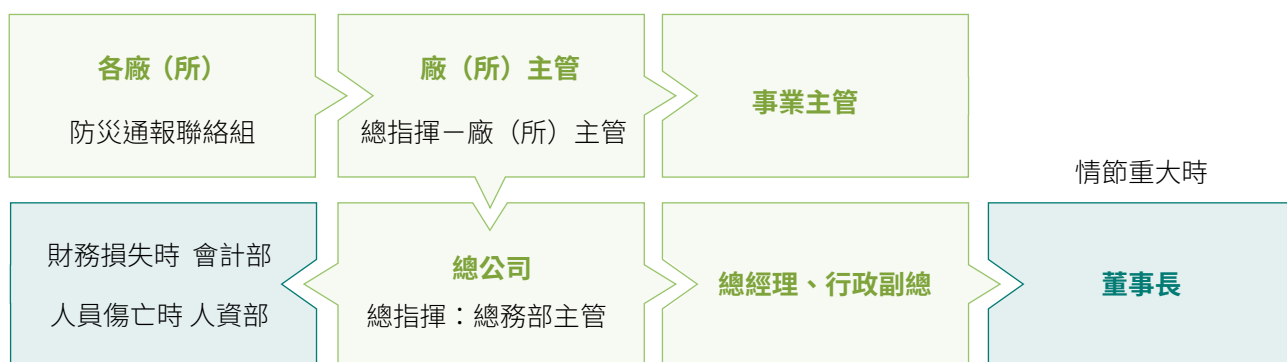 各廠（所）
防災通報聯絡組
廠（所）主管
總指揮－廠（所）主管
事業主管
情節重大時
財務損失時 會計部
人員傷亡時 人資部
總公司
總指揮：總務部主管
總經理、行政副總
董事長